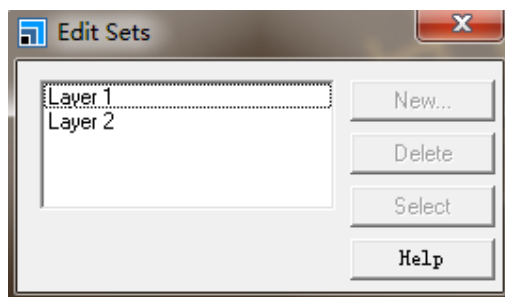 Edit Sets
Layer 1
Layer 2
New...
Delete
Select
Help